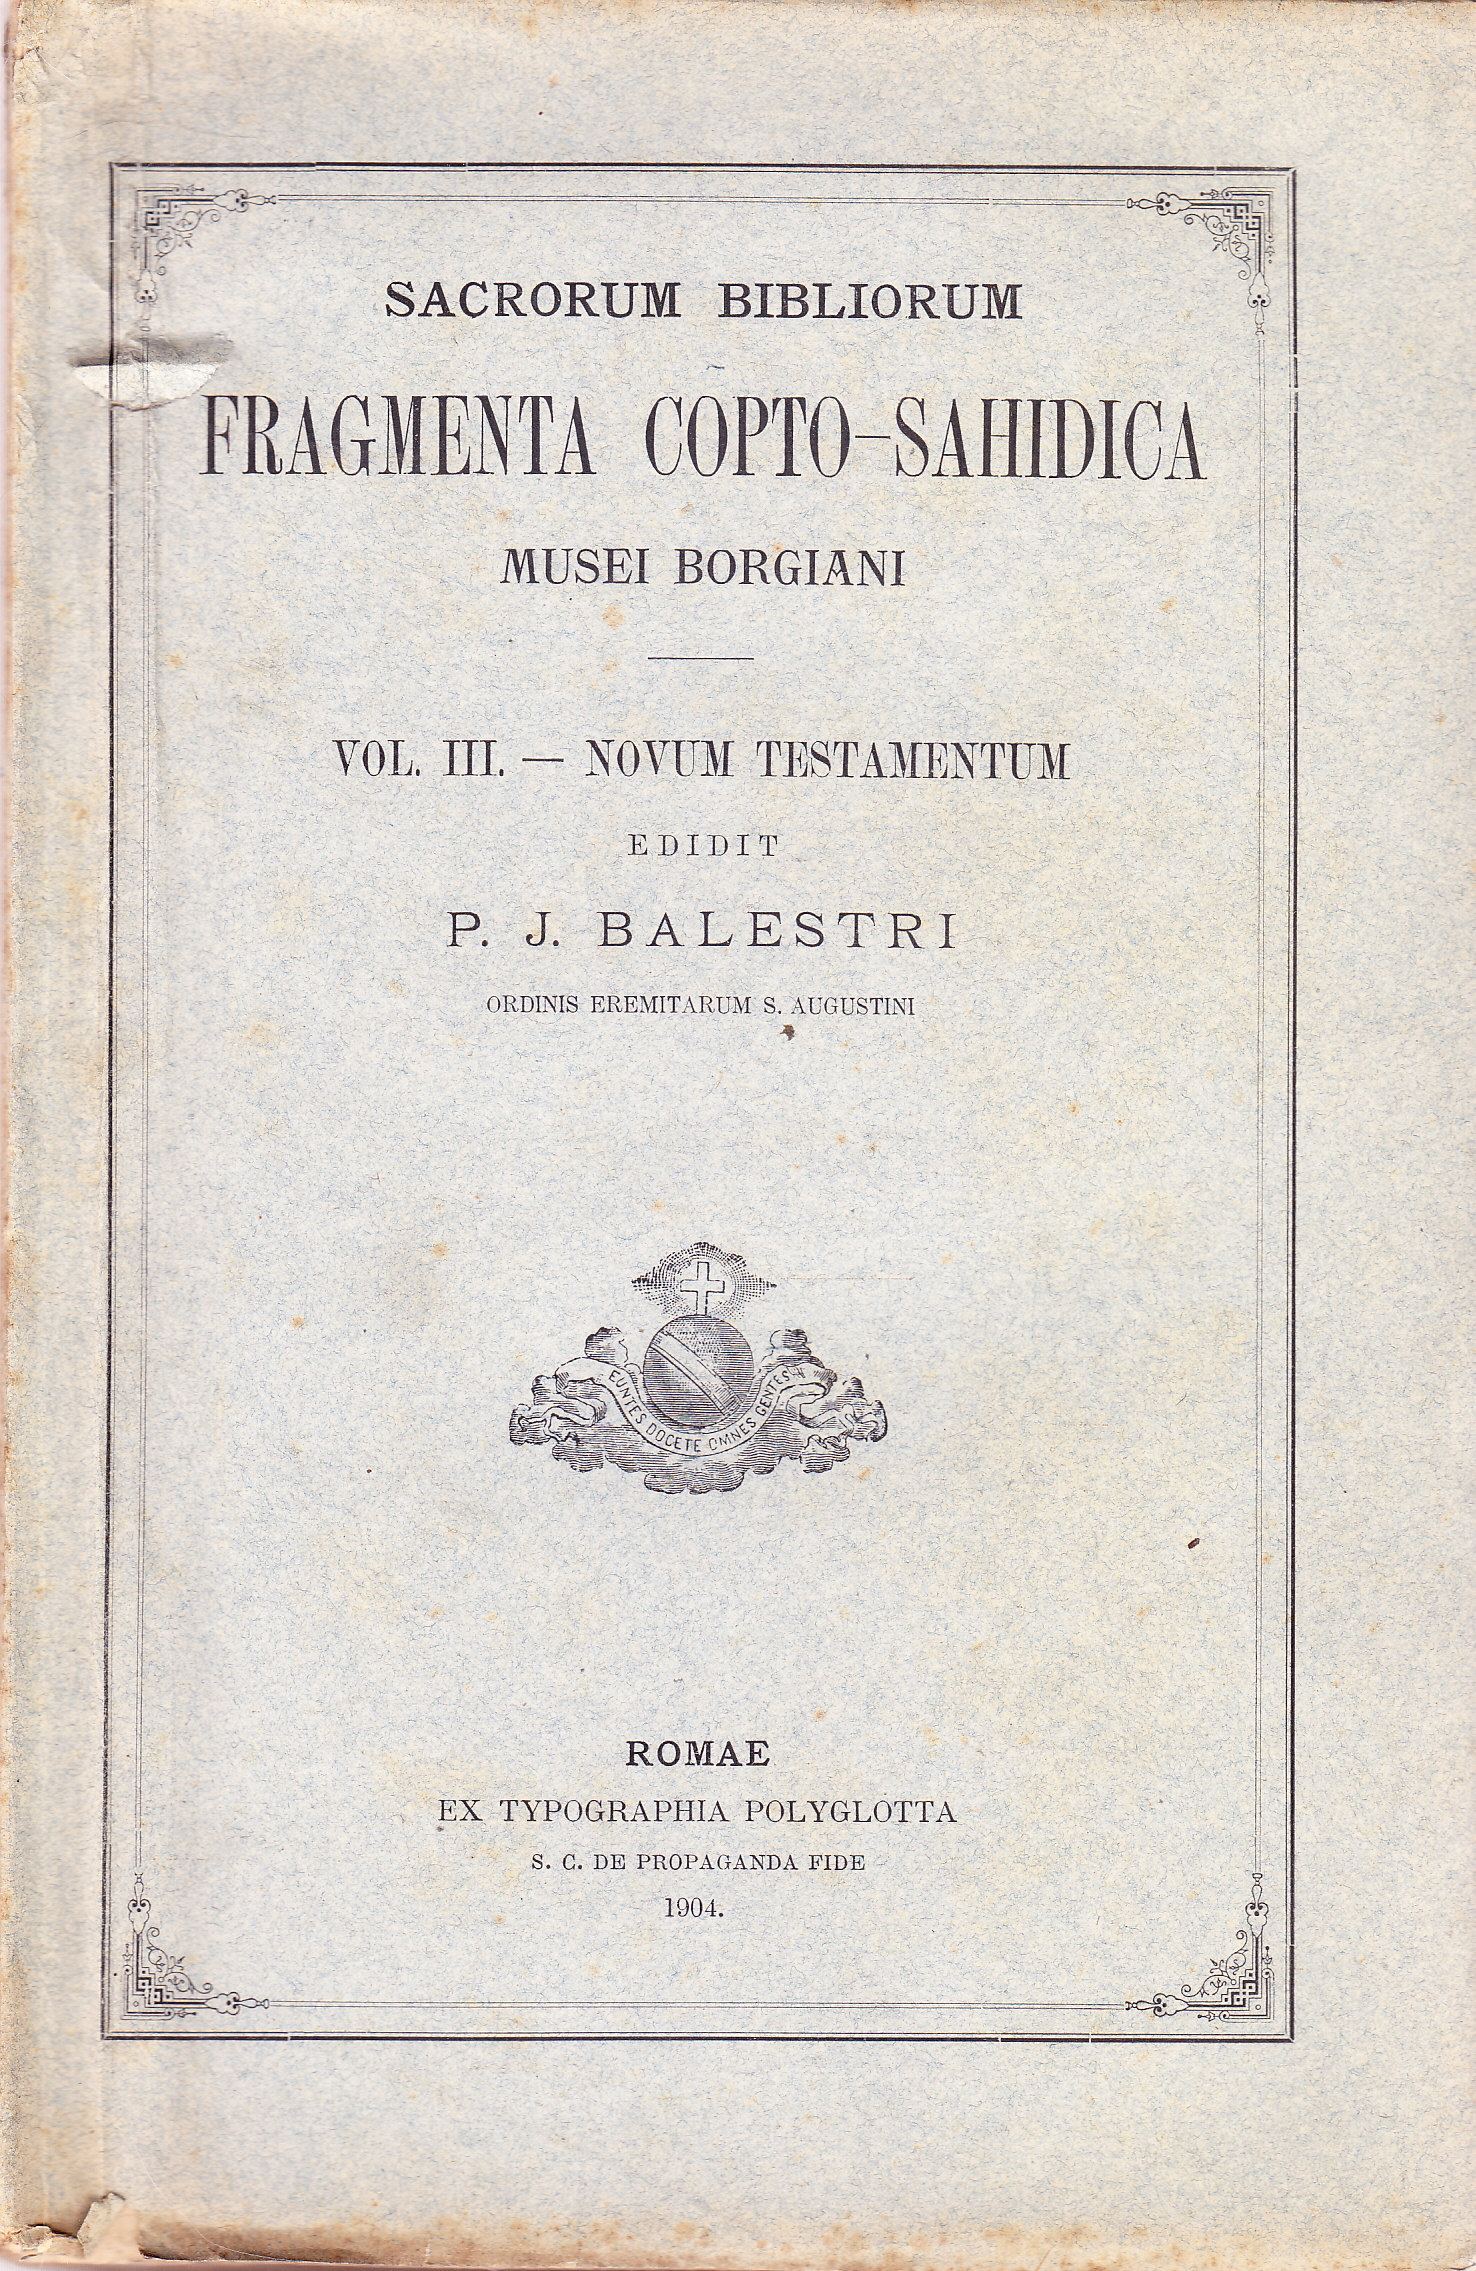 SACRORUM BIBLIORUM
FRAGMENTA COPTO-SAHIDICA
MUSEI BORGIANI
VOL. III. — NOVUM TESTAMENTUM
EDIDIT
P. J. BALESTRI
ORDINIS EREMITARUM S. AUGUSTINI
EUNTES DOCETE OMNES GENTES
ROMAE
EX TYPOGRAPHIA POLYGLOTTA
S. C. DE PROPAGANDA FIDE
1904.